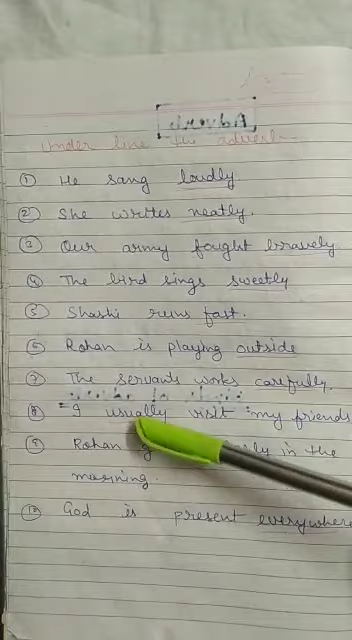 Under line the adverb
① He sang loudly
② She writes neatly.
③ Our army fought bravely
④ The bird sings sweetly
⑤ Shashi runs fast.
⑥ Rohan is playing outside
⑦ The servants works carefully.
⑧ I usually visit my friends
⑨ Rohan in the
morning.
⑩ God is present everywhere